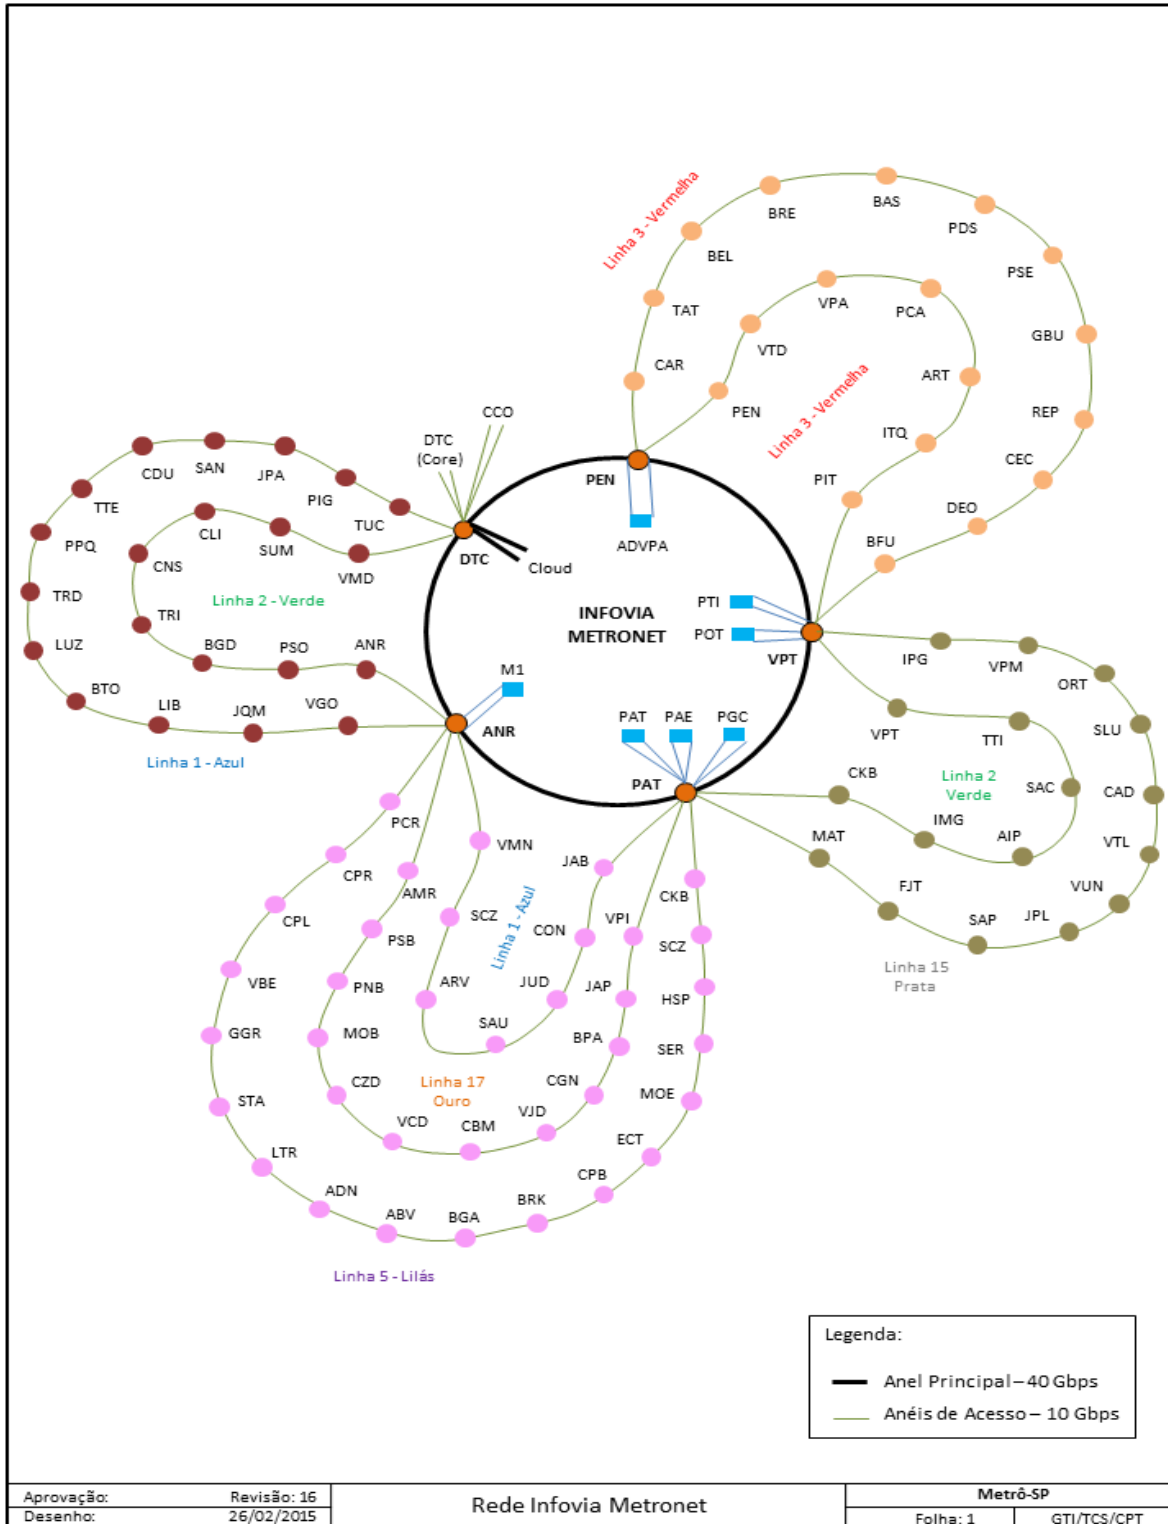 Linha 3 - Vermelha
BRE
BAS
PDS
BEL
PSE
TAT
VPA
PCA
GBU
VTD
CAR
ART
PEN
REP
Linha 3 - Vermelha
CCO
DTC
(Core)
ITQ
CEC
SAN
JPA
CDU
PIG
TTE
TUC
PEN
PIT
DEO
CLI
SUM
PPQ
ADVPA
BFU
CNS
VMD
DTC
Cloud
TRD
Linha 2 - Verde
INFOVIA
METRONET
PTI
TRI
POT
LUZ
BGD
PSO
ANR
VPT
IPG
VPM
ORT
M1
BTO
LIB
JQM
VGO
ANR
PAT
PAE
PGC
VPT
TTI
SLU
Linha 1 - Azul
PAT
CKB
Linha 2
Verde
SAC
CAD
PCR
IMG
AIP
MAT
VTL
CPR
VMN
JAB
AMR
CKB
FJT
VUN
CPL
SCZ
Linha 1 - Azul
VPI
SAP
JPL
PSB
CON
SCZ
Linha 15
Prata
VBE
PNB
ARV
JUD
JAP
HSP
GGR
MOB
SAU
BPA
SER
CZD
Linha 17
Ouro
CGN
MOE
STA
VCD
CBM
VJD
ECT
LTR
CPB
ADN
ABV
BGA
BRK
Linha 5 - Lilás
Legenda:
Anel Principal – 40 Gbps
Anéis de Acesso – 10 Gbps
Aprovação: Revisão: 16
Desenho: 26/02/2015
Rede Infovia Metronet
Metrô-SP
Folha: 1 GTI/TCS/CPT